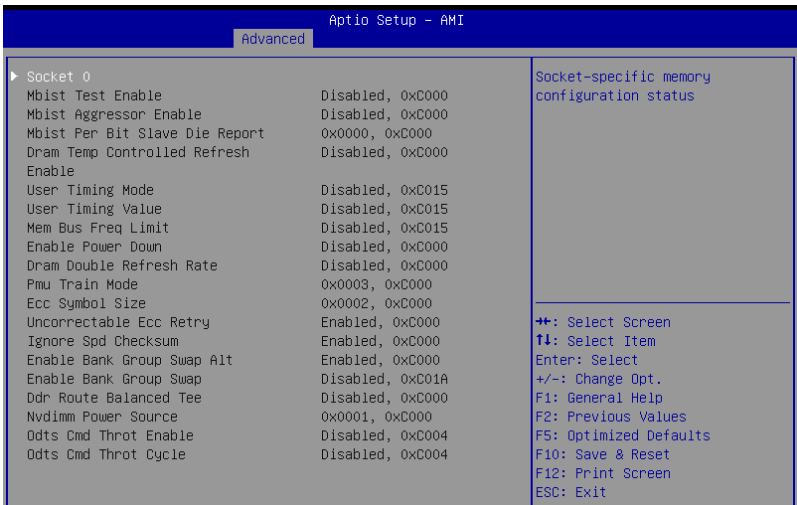 Aptio Setup – AMI
Advanced
Socket 0
Mbist Test Enable Disabled, 0xC000
Mbist Aggressor Enable Disabled, 0xC000
Mbist Per Bit Slave Die Report 0x0000, 0xC000
Dram Temp Controlled Refresh Disabled, 0xC000
Enable
User Timing Mode Disabled, 0xC015
User Timing Value Disabled, 0xC015
Mem Bus Freq Limit Disabled, 0xC015
Enable Power Down Disabled, 0xC000
Dram Double Refresh Rate Disabled, 0xC000
Pmu Train Mode 0x0003, 0xC000
Ecc Symbol Size 0x0002, 0xC000
Uncorrectable Ecc Retry Enabled, 0xC000
Ignore Spd Checksum Enabled, 0xC000
Enable Bank Group Swap Alt Enabled, 0xC000
Enable Bank Group Swap Disabled, 0xC01A
Ddr Route Balanced Tee Disabled, 0xC000
Nvdimm Power Source 0x0001, 0xC000
Odts Cmd Throt Enable Disabled, 0xC004
Odts Cmd Throt Cycle Disabled, 0xC004
Socket-specific memory
configuration status
→←: Select Screen
↑↓: Select Item
Enter: Select
+/-: Change Opt.
F1: General Help
F2: Previous Values
F5: Optimized Defaults
F10: Save & Reset
F12: Print Screen
ESC: Exit